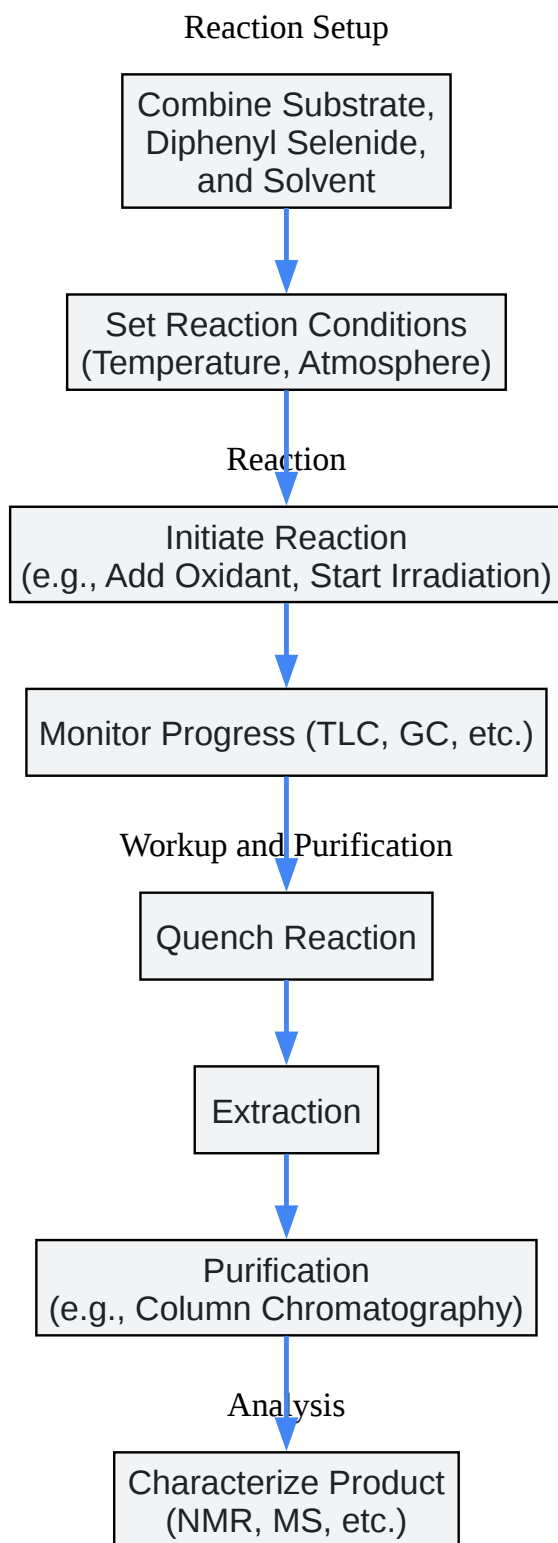 Reaction Setup
Combine Substrate,
Diphenyl Selenide,
and Solvent
Set Reaction Conditions
(Temperature, Atmosphere)
Reaction
Initiate Reaction
(e.g., Add Oxidant, Start Irradiation)
Monitor Progress (TLC, GC, etc.)
Workup and Purification
Quench Reaction
Extraction
Purification
(e.g., Column Chromatography)
Analysis
Characterize Product
(NMR, MS, etc.)